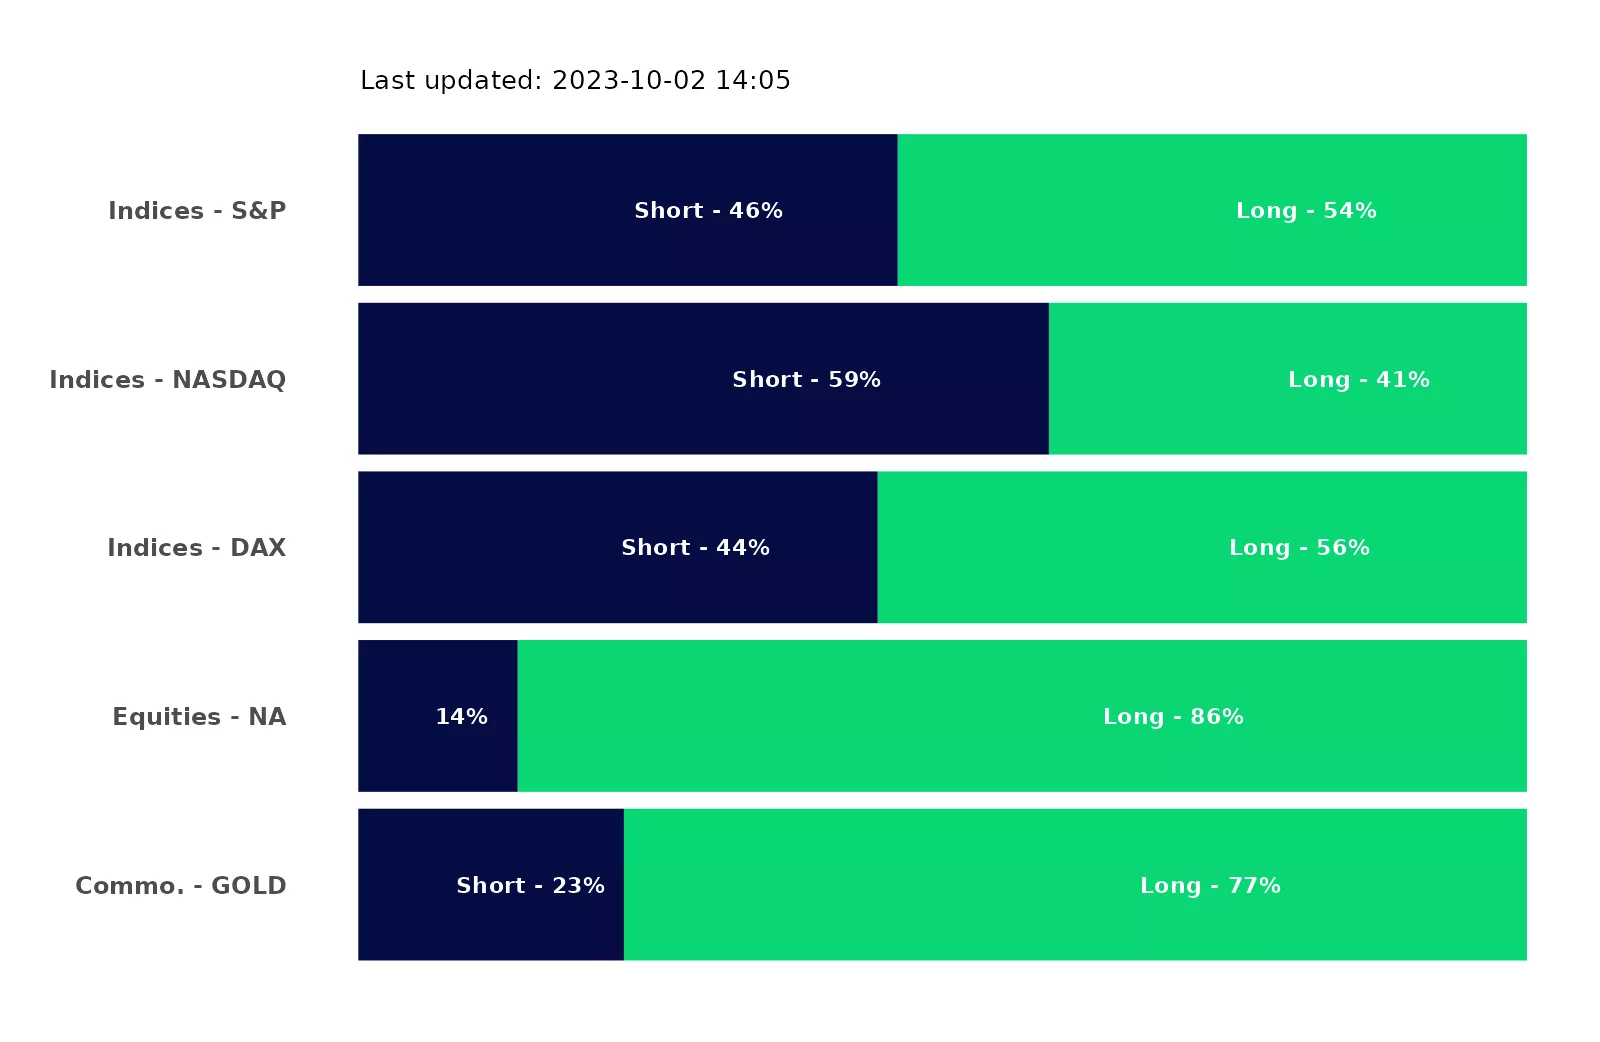 Last updated: 2023-10-02 14:05
Indices - S&P Short - 46% Long - 54%
Indices - NASDAQ Short - 59% Long - 41%
Indices - DAX Short - 44% Long - 56%
Equities - NA 14% Long - 86%
Commo. - GOLD Short - 23% Long - 77%